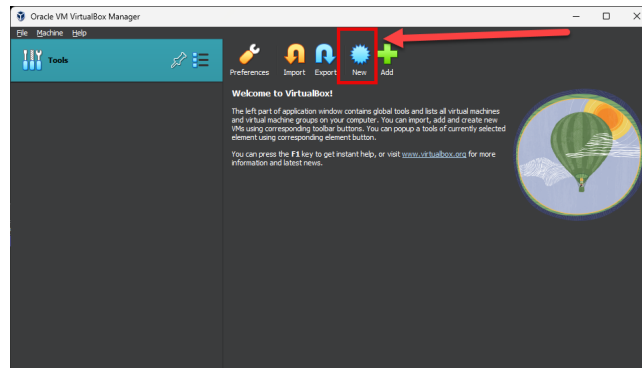 Oracle VM VirtualBox Manager
File Machine Help
Tools
Preferences Import Export New Add
Welcome to VirtualBox!
The left part of application window contains global tools and lists all virtual machines
and virtual machine groups on your computer. You can import, add and create new
VMs using corresponding toolbar buttons. You can popup a tools of currently selected
element using corresponding element button.
You can press the F1 key to get instant help, or visit www.virtualbox.org for more
information and latest news.